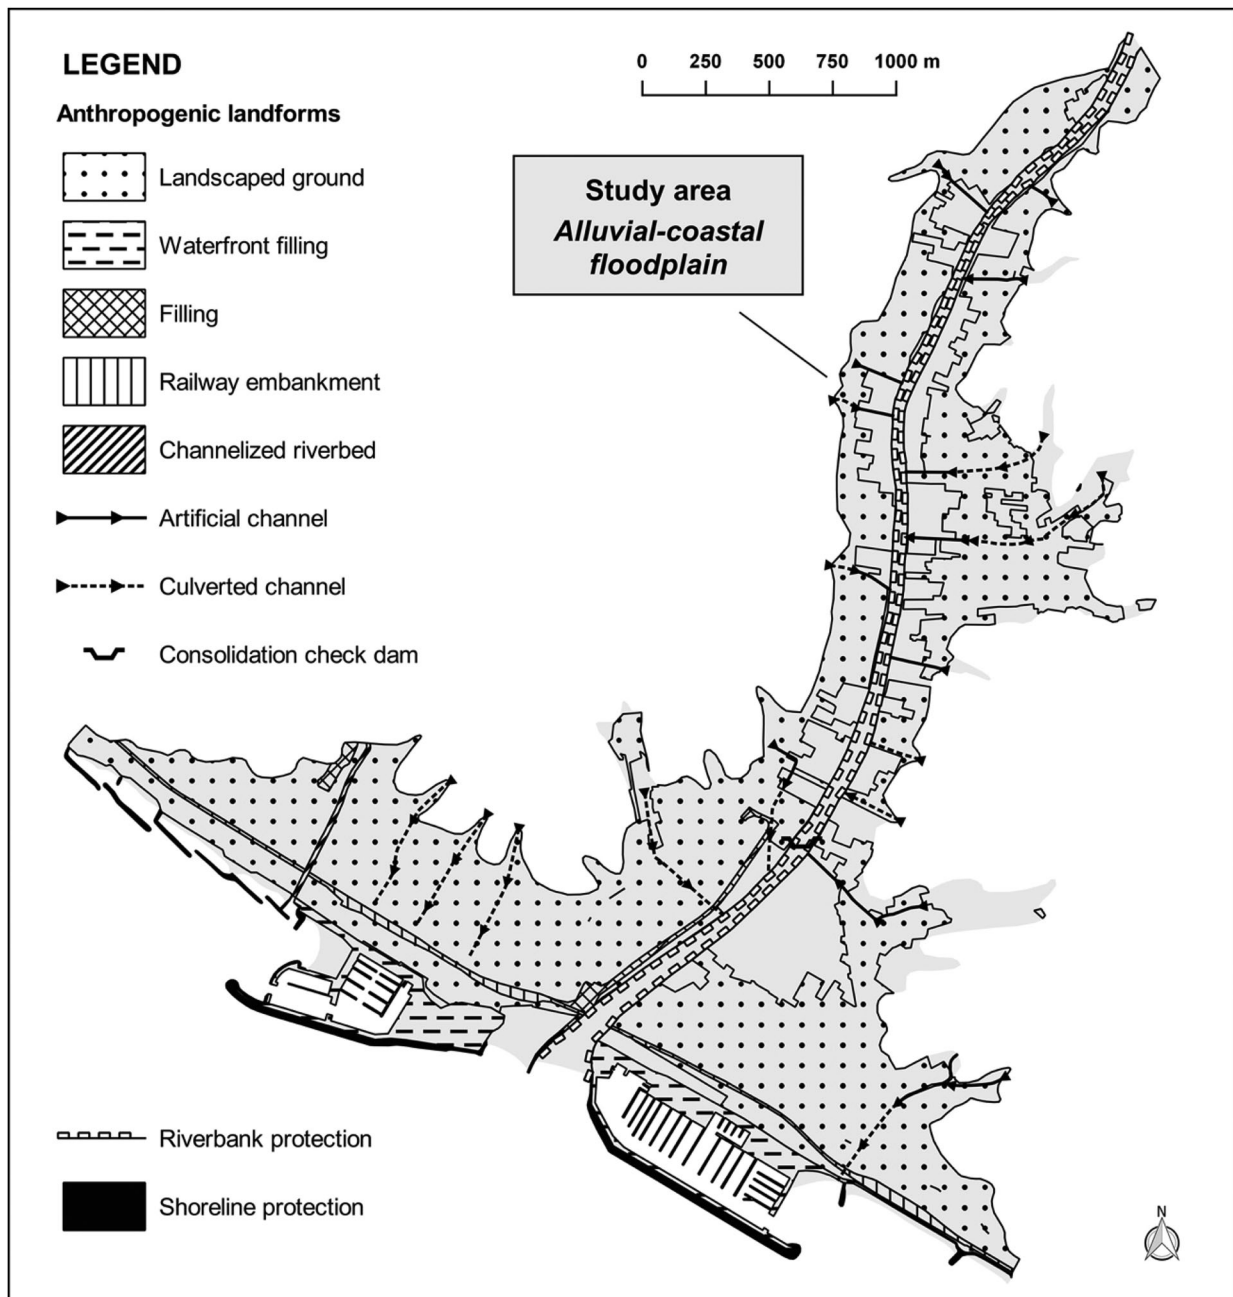 LEGEND
Anthropogenic landforms
Landscaped ground
Waterfront filling
Filling
Railway embankment
Channelized riverbed
Artificial channel
Culverted channel
Consolidation check dam
Riverbank protection
Shoreline protection
0 250 500 750 1000 m
Study area
Alluvial-coastal
floodplain
N